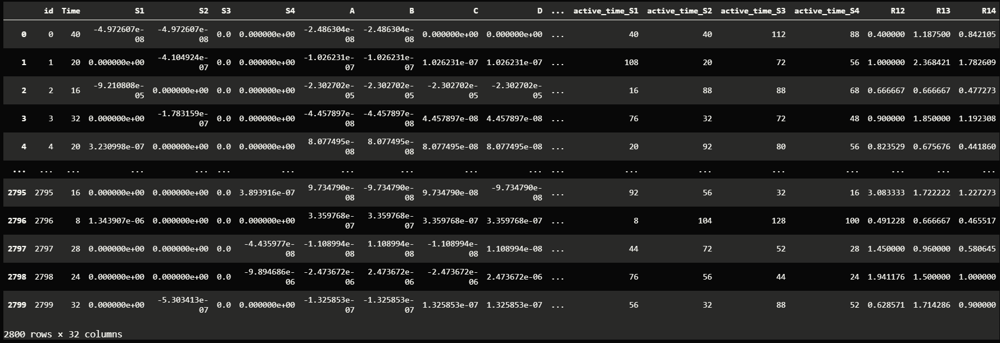 id Time S1 S2 S3 S4 A B C D ... active_time_S1 active_time_S2 active_time_S3 active_time_S4 R12 R13 R14
0 0 40 -4.972607e-08 -4.972607e-08 0.0 0.000000e+00 -2.486304e-08 -2.486304e-08 0.000000e+00 0.000000e+00 ... 40 40 112 88 0.400000 1.187500 0.842105
1 1 20 0.000000e+00 -4.104924e-07 0.0 0.000000e+00 -1.026231e-07 -1.026231e-07 1.026231e-07 1.026231e-07 ... 108 20 72 56 1.000000 2.368421 1.782609
2 2 16 -9.210808e-05 0.000000e+00 0.0 0.000000e+00 -2.302702e-05 -2.302702e-05 -2.302702e-05 -2.302702e-05 ... 16 88 88 68 0.666667 0.666667 0.477273
3 3 32 0.000000e+00 -1.783159e-07 0.0 0.000000e+00 -4.457897e-08 -4.457897e-08 4.457897e-08 4.457897e-08 ... 76 32 72 48 0.900000 1.850000 1.192308
4 4 20 3.230998e-07 0.000000e+00 0.0 0.000000e+00 8.077495e-08 8.077495e-08 8.077495e-08 8.077495e-08 ... 20 92 80 56 0.823529 0.675676 0.441860
... ... ... ... ... ... ... ... ... ... ... ... ... ... ... ... ... ... ...
2795 2795 16 0.000000e+00 0.000000e+00 0.0 3.893916e-07 9.734790e-08 -9.734790e-08 9.734790e-08 -9.734790e-08 ... 92 56 32 16 3.083333 1.722222 1.227273
2796 2796 8 1.343907e-06 0.000000e+00 0.0 0.000000e+00 3.359768e-07 3.359768e-07 3.359768e-07 3.359768e-07 ... 8 104 128 100 0.491228 0.666667 0.465517
2797 2797 28 0.000000e+00 0.000000e+00 0.0 -4.435977e-08 -1.108994e-08 1.108994e-08 -1.108994e-08 1.108994e-08 ... 44 72 52 28 1.450000 0.960000 0.580645
2798 2798 24 0.000000e+00 0.000000e+00 0.0 -9.894686e-06 -2.473672e-06 2.473672e-06 -2.473672e-06 2.473672e-06 ... 76 56 44 24 1.941176 1.500000 1.000000
2799 2799 32 0.000000e+00 -5.303413e-07 0.0 0.000000e+00 -1.325853e-07 -1.325853e-07 1.325853e-07 1.325853e-07 ... 56 32 88 52 0.628571 1.714286 0.900000
2800 rows × 32 columns